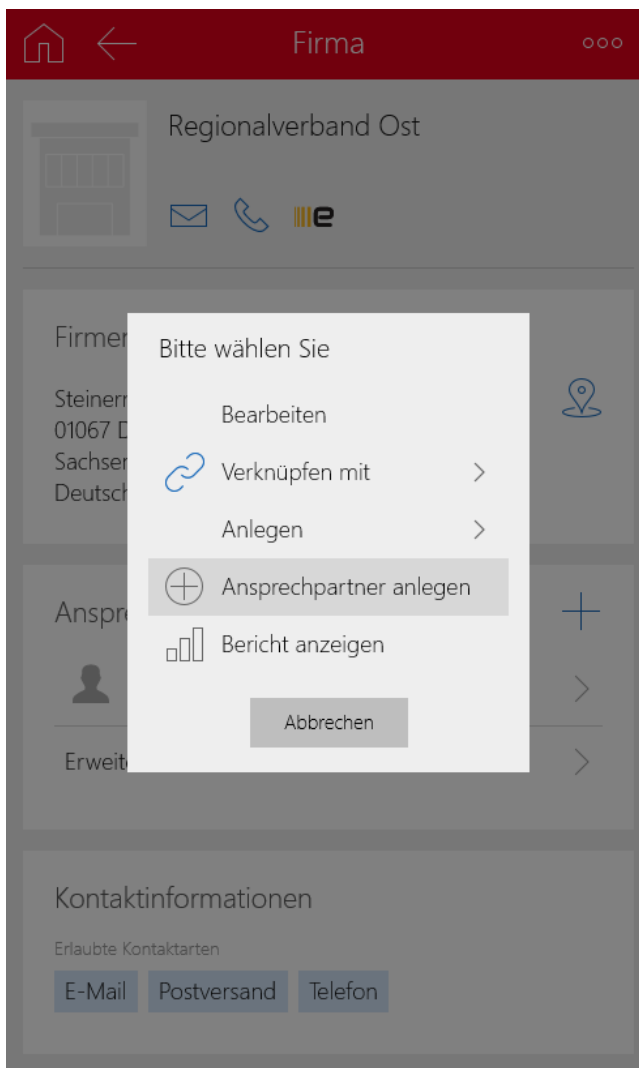 Firma
Regionalverband Ost
e
Bitte wählen Sie
Bearbeiten
Verknüpfen mit
Anlegen
Ansprechpartner anlegen
Bericht anzeigen
Abbrechen
01067
Kontaktinformationen
Erlaubte Kontaktarten
E-Mail Postversand Telefon